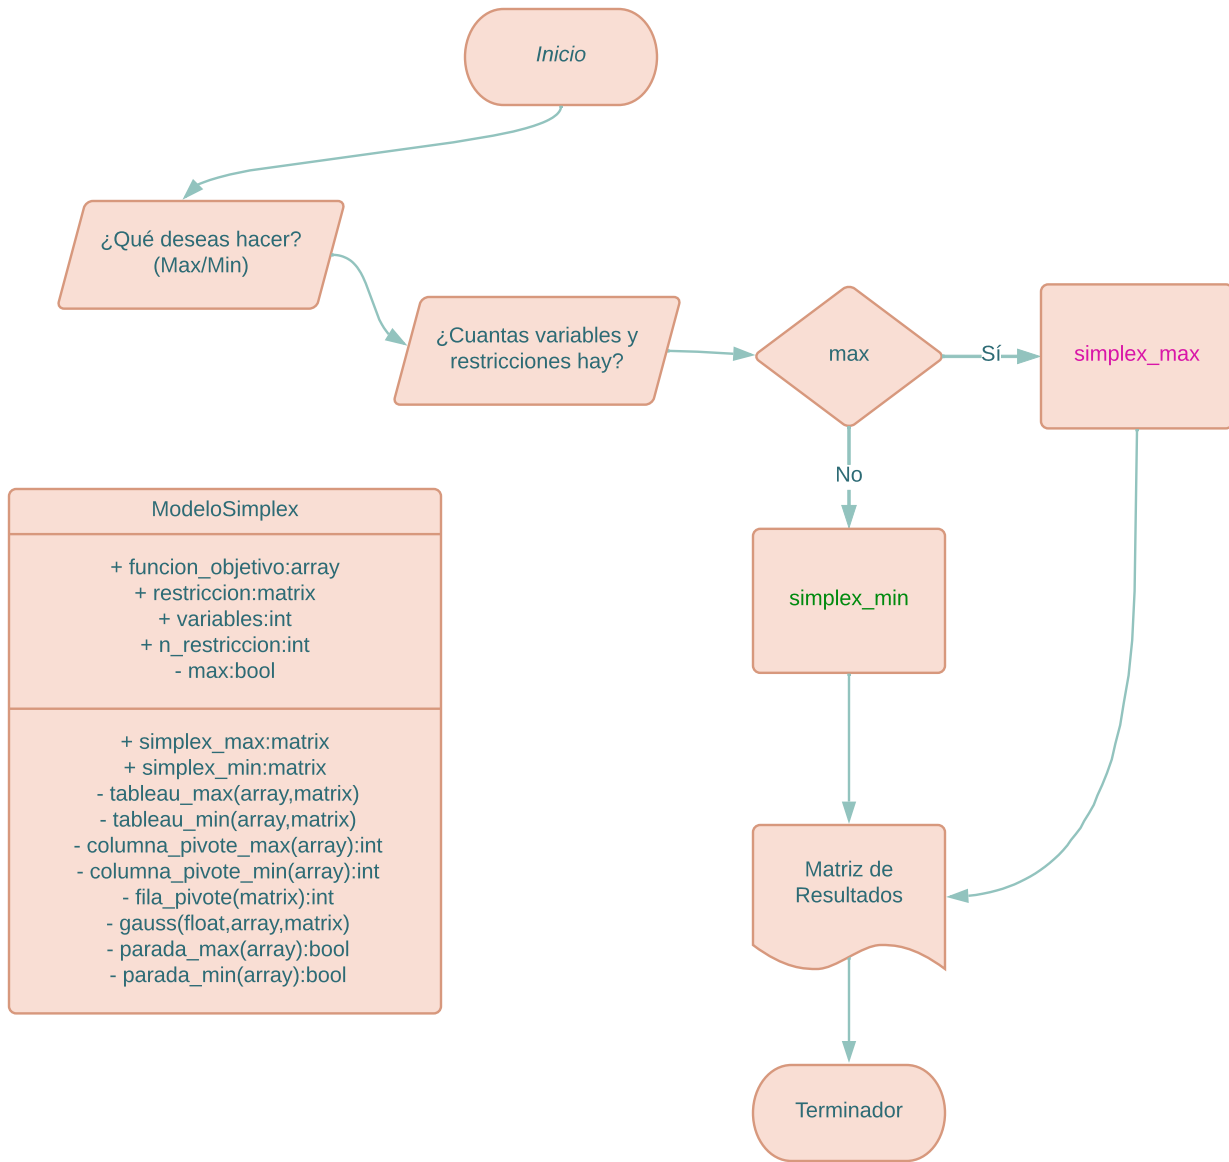 Inicio
¿Qué deseas hacer?
(Max/Min)
¿Cuantas variables y
restricciones hay?
max
Sí
simplex_max
No
simplex_min
Matriz de
Resultados
Terminador
ModeloSimplex
+ funcion_objetivo:array
+ restriccion:matrix
+ variables:int
+ n_restriccion:int
- max:bool
+ simplex_max:matrix
+ simplex_min:matrix
- tableau_max(array,matrix)
- tableau_min(array,matrix)
- columna_pivote_max(array):int
- columna_pivote_min(array):int
- fila_pivote(matrix):int
- gauss(float,array,matrix)
- parada_max(array):bool
- parada_min(array):bool